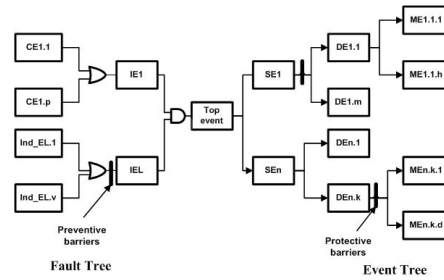 CE1.1
CE1.p
Ind_EL.1
Ind_EL.v
IE1
IEL
Preventive
barriers
Fault Tree
Top
event
SE1
SEn
DE1.1
DE1.m
DEn.1
DEn.k
Protective
barriers
ME1.1.1
ME1.1.h
MEn.k.1
MEn.k.d
Event Tree